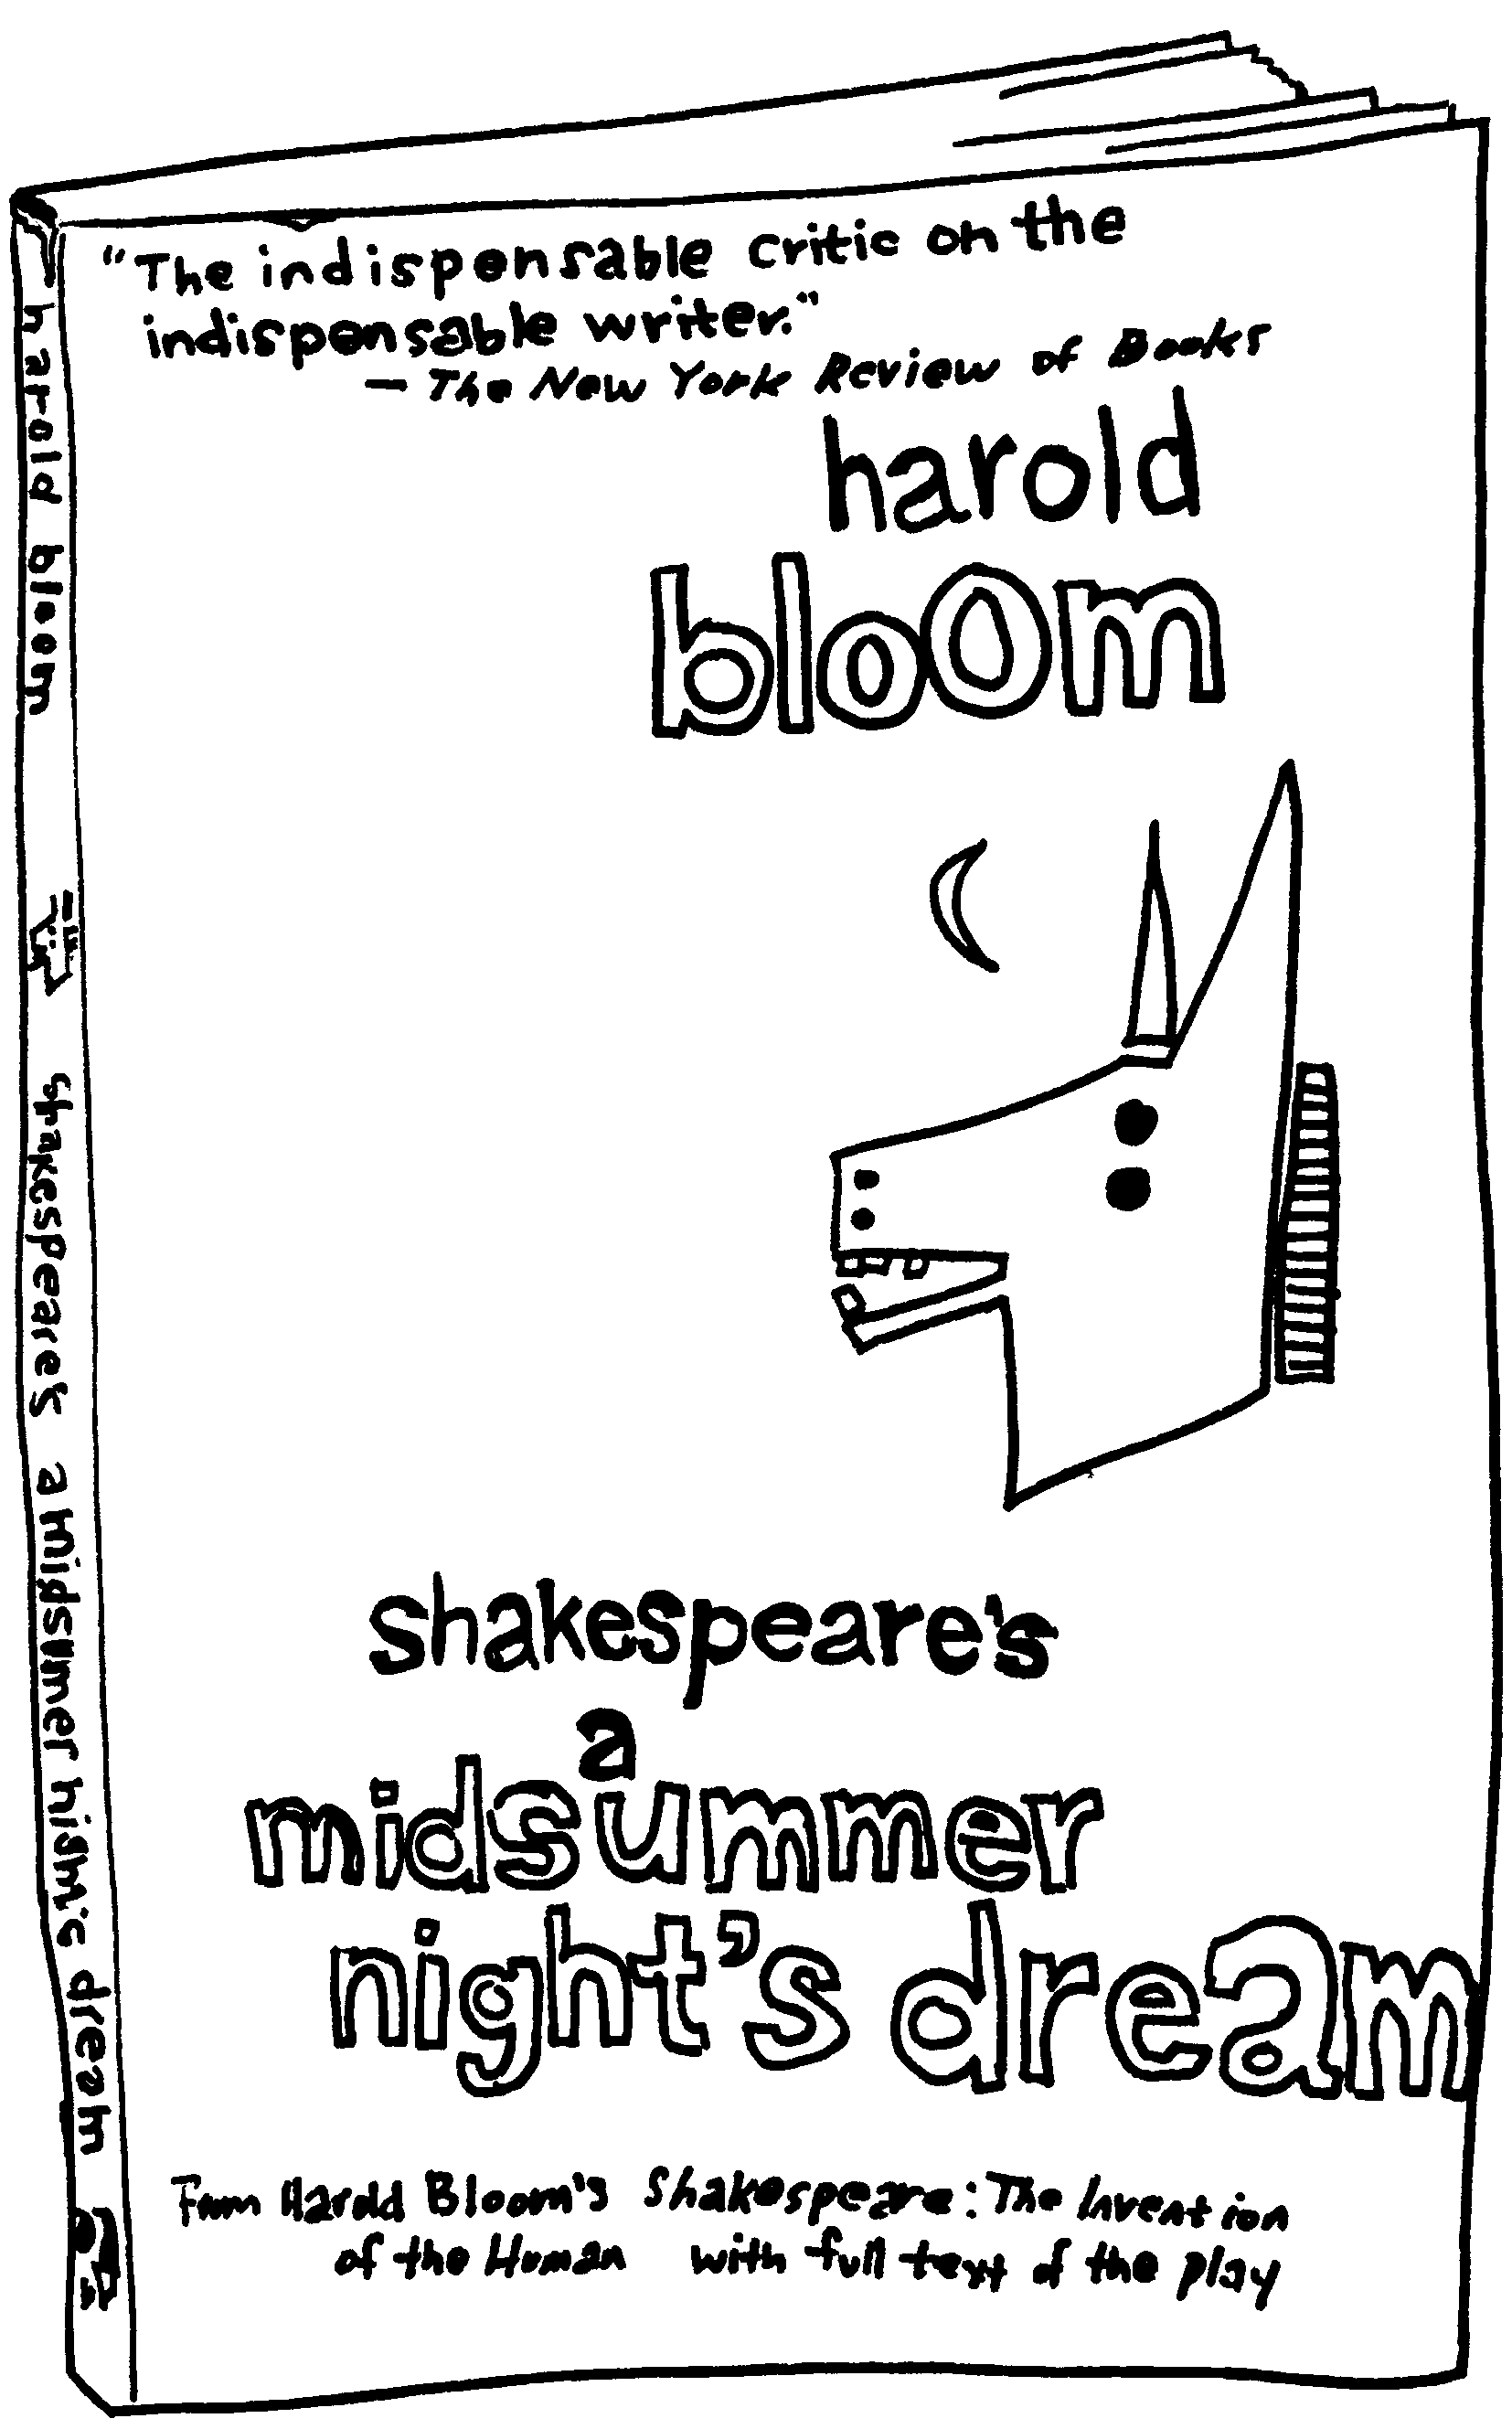 "The indispensable critic on the
indispensable writer."
— The New York Review of Books
harold
bloom
shakespeare's
a
midsummer
night's dream
From Harold Bloom's Shakespeare: The Invention
of the Human with full text of the play
harold bloom shakespeare's a midsumer night's dream